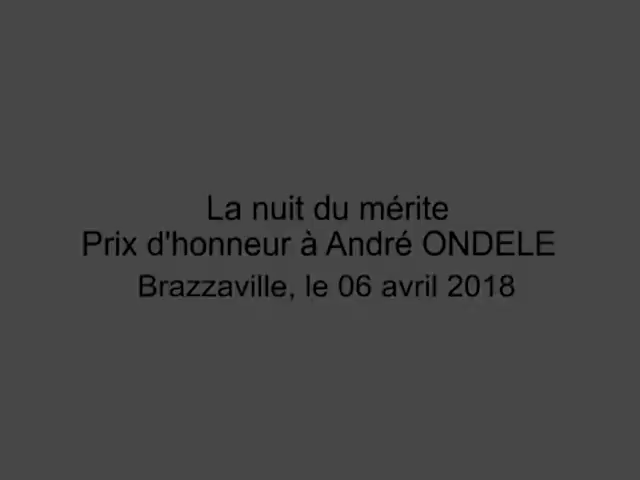 La nuit du mérite
Prix d'honneur à André ONDELE
Brazzaville, le 06 avril 2018